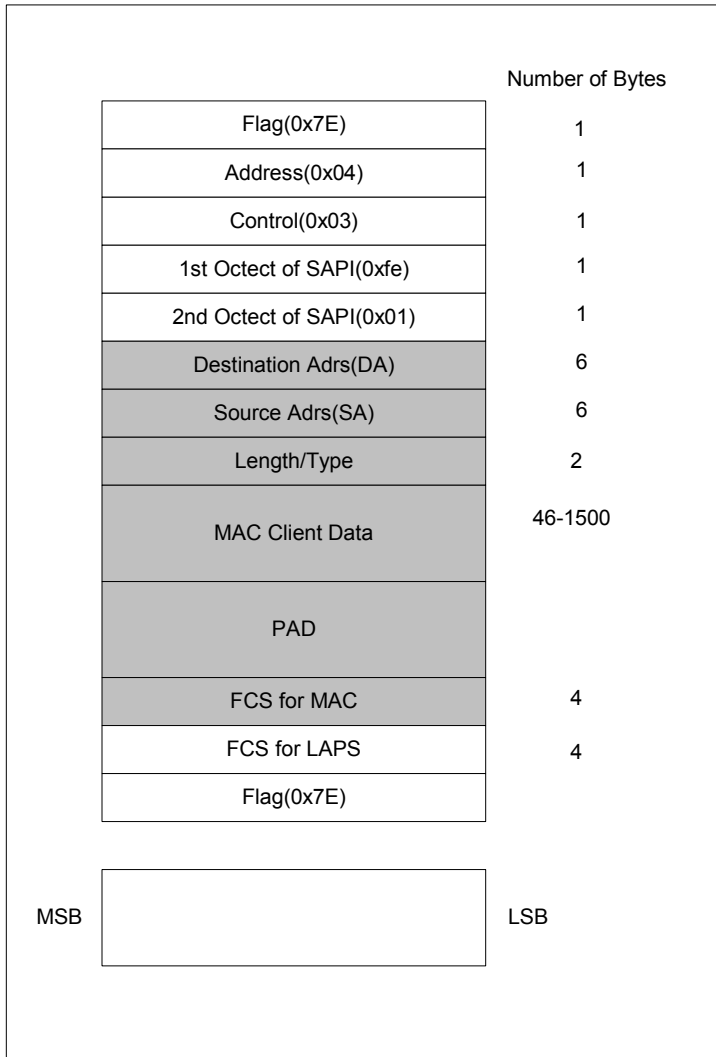 Number of Bytes
Flag(0x7E) 1
Address(0x04) 1
Control(0x03) 1
1st Octect of SAPI(0xfe) 1
2nd Octect of SAPI(0x01) 1
Destination Adrs(DA) 6
Source Adrs(SA) 6
Length/Type 2
MAC Client Data 46-1500
PAD
FCS for MAC 4
FCS for LAPS 4
Flag(0x7E)
MSB LSB